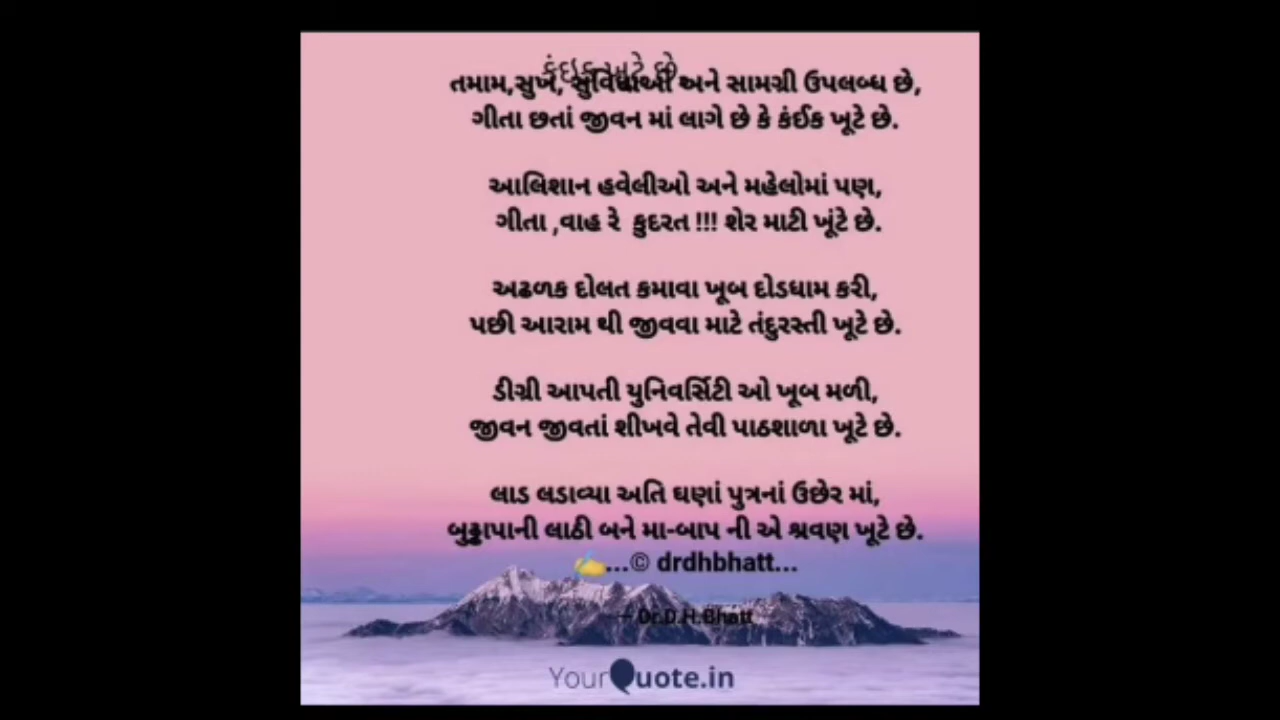 કંઇક ખૂટે છે
તમામ,સુખ, સુવિધાઓ અને સામગ્રી ઉપલબ્ધ છે,
ગીતા છતાં જીવન માં લાગે છે કે કંઈક ખૂટે છે.
આલિશાન હવેલીઓ અને મહેલોમાં પણ,
ગીતા ,વાહ રે કુદરત !!! શેર માટી ખૂંટે છે.
અઢળક દોલત કમાવા ખૂબ દોડધામ કરી,
પછી આરામ થી જીવવા માટે તંદુરસ્તી ખૂટે છે.
ડીગ્રી આપતી યુનિવર્સિટી ઓ ખૂબ મળી,
જીવન જીવતાં શીખવે તેવી પાઠશાળા ખૂટે છે.
લાડ લડાવ્યા અતિ ઘણાં પુત્રનાં ઉછેર માં,
બુઢ્ઢાપાની લાઠી બને મા-બાપ ની એ શ્રવણ ખૂટે છે.
✍️...© drdhbhatt...
— Dr.D.H.Bhatt
YourQuote.in